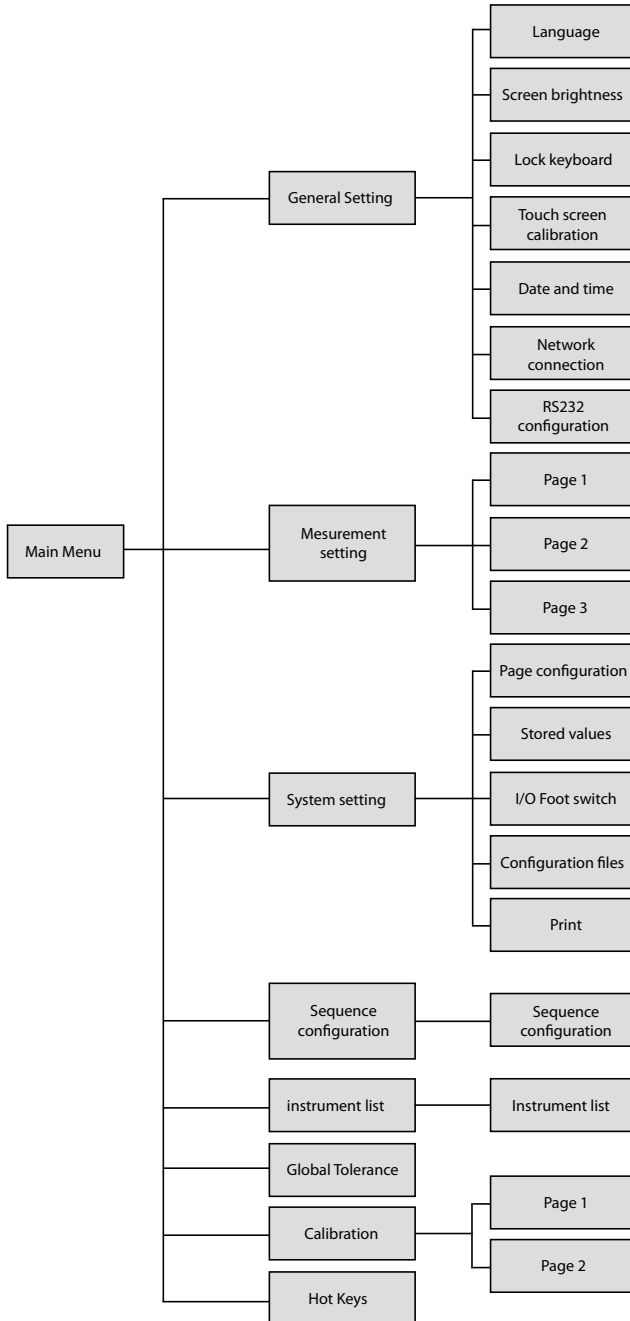 Main Menu
General Setting
Language
Screen brightness
Lock keyboard
Touch screen
calibration
Date and time
Network
connection
RS232
configuration
Mesurement
setting
Page 1
Page 2
Page 3
System setting
Page configuration
Stored values
I/O Foot switch
Configuration files
Print
Sequence
configuration
Sequence
configuration
instrument list
Instrument list
Global Tolerance
Calibration
Page 1
Page 2
Hot Keys